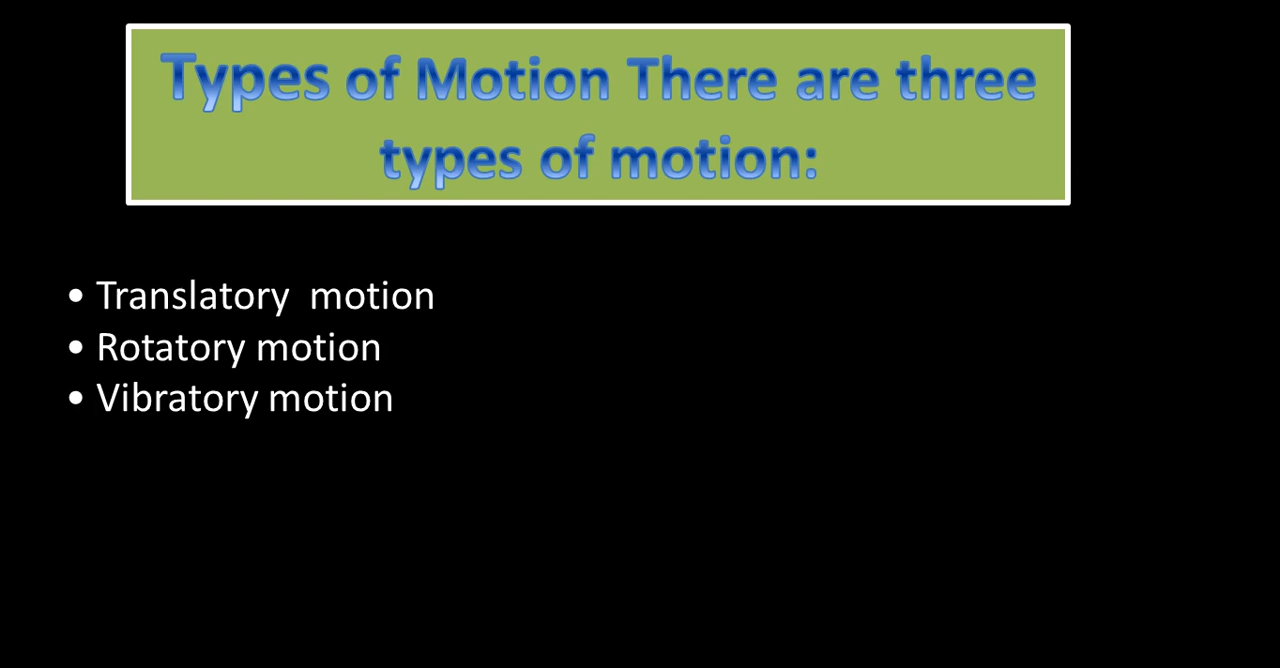 Types of Motion There are three
types of motion:
• Translatory  motion
• Rotatory motion
• Vibratory motion